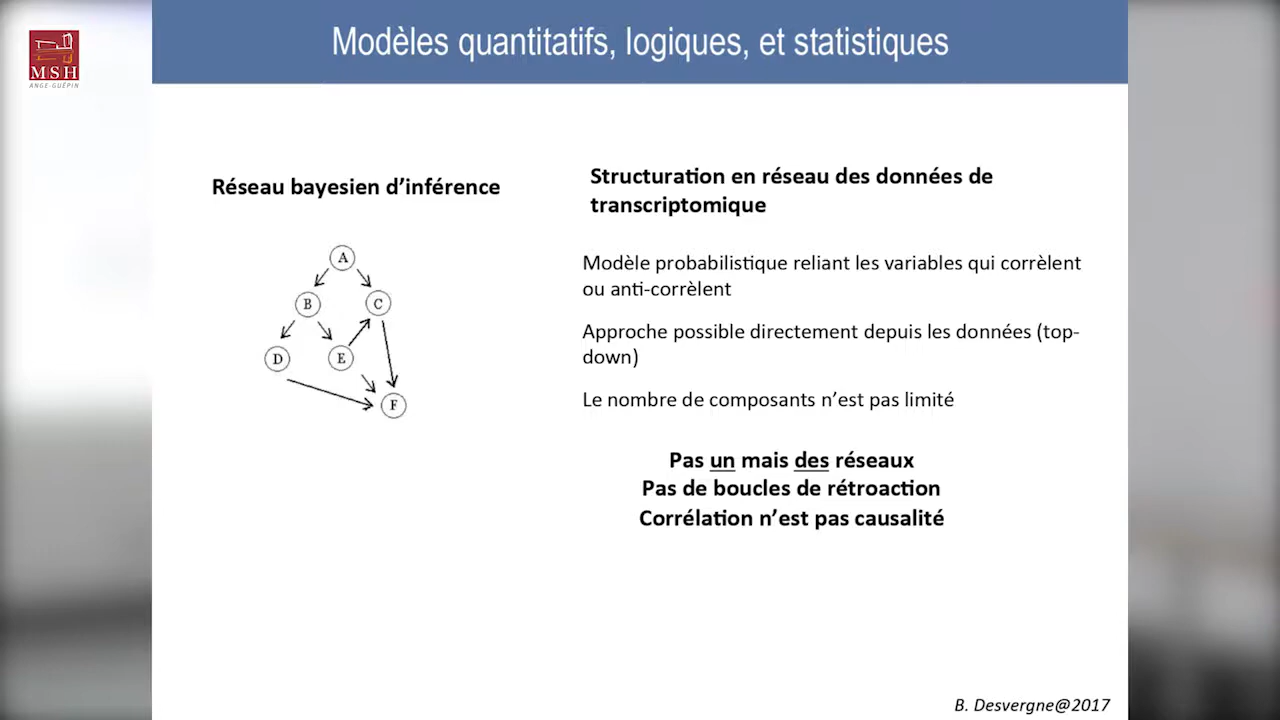 Modèles quantitatifs, logiques, et statistiques
MSH
ANGE-GUÉPIN
Réseau bayesien d’inférence
A
B
C
D
E
F
Structuration en réseau des données de
transcriptomique
Modèle probabilistique reliant les variables qui corrèlent
ou anti-corrèlent
Approche possible directement depuis les données (top-
down)
Le nombre de composants n’est pas limité
Pas un mais des réseaux
Pas de boucles de rétroaction
Corrélation n’est pas causalité
B. Desvergne@2017